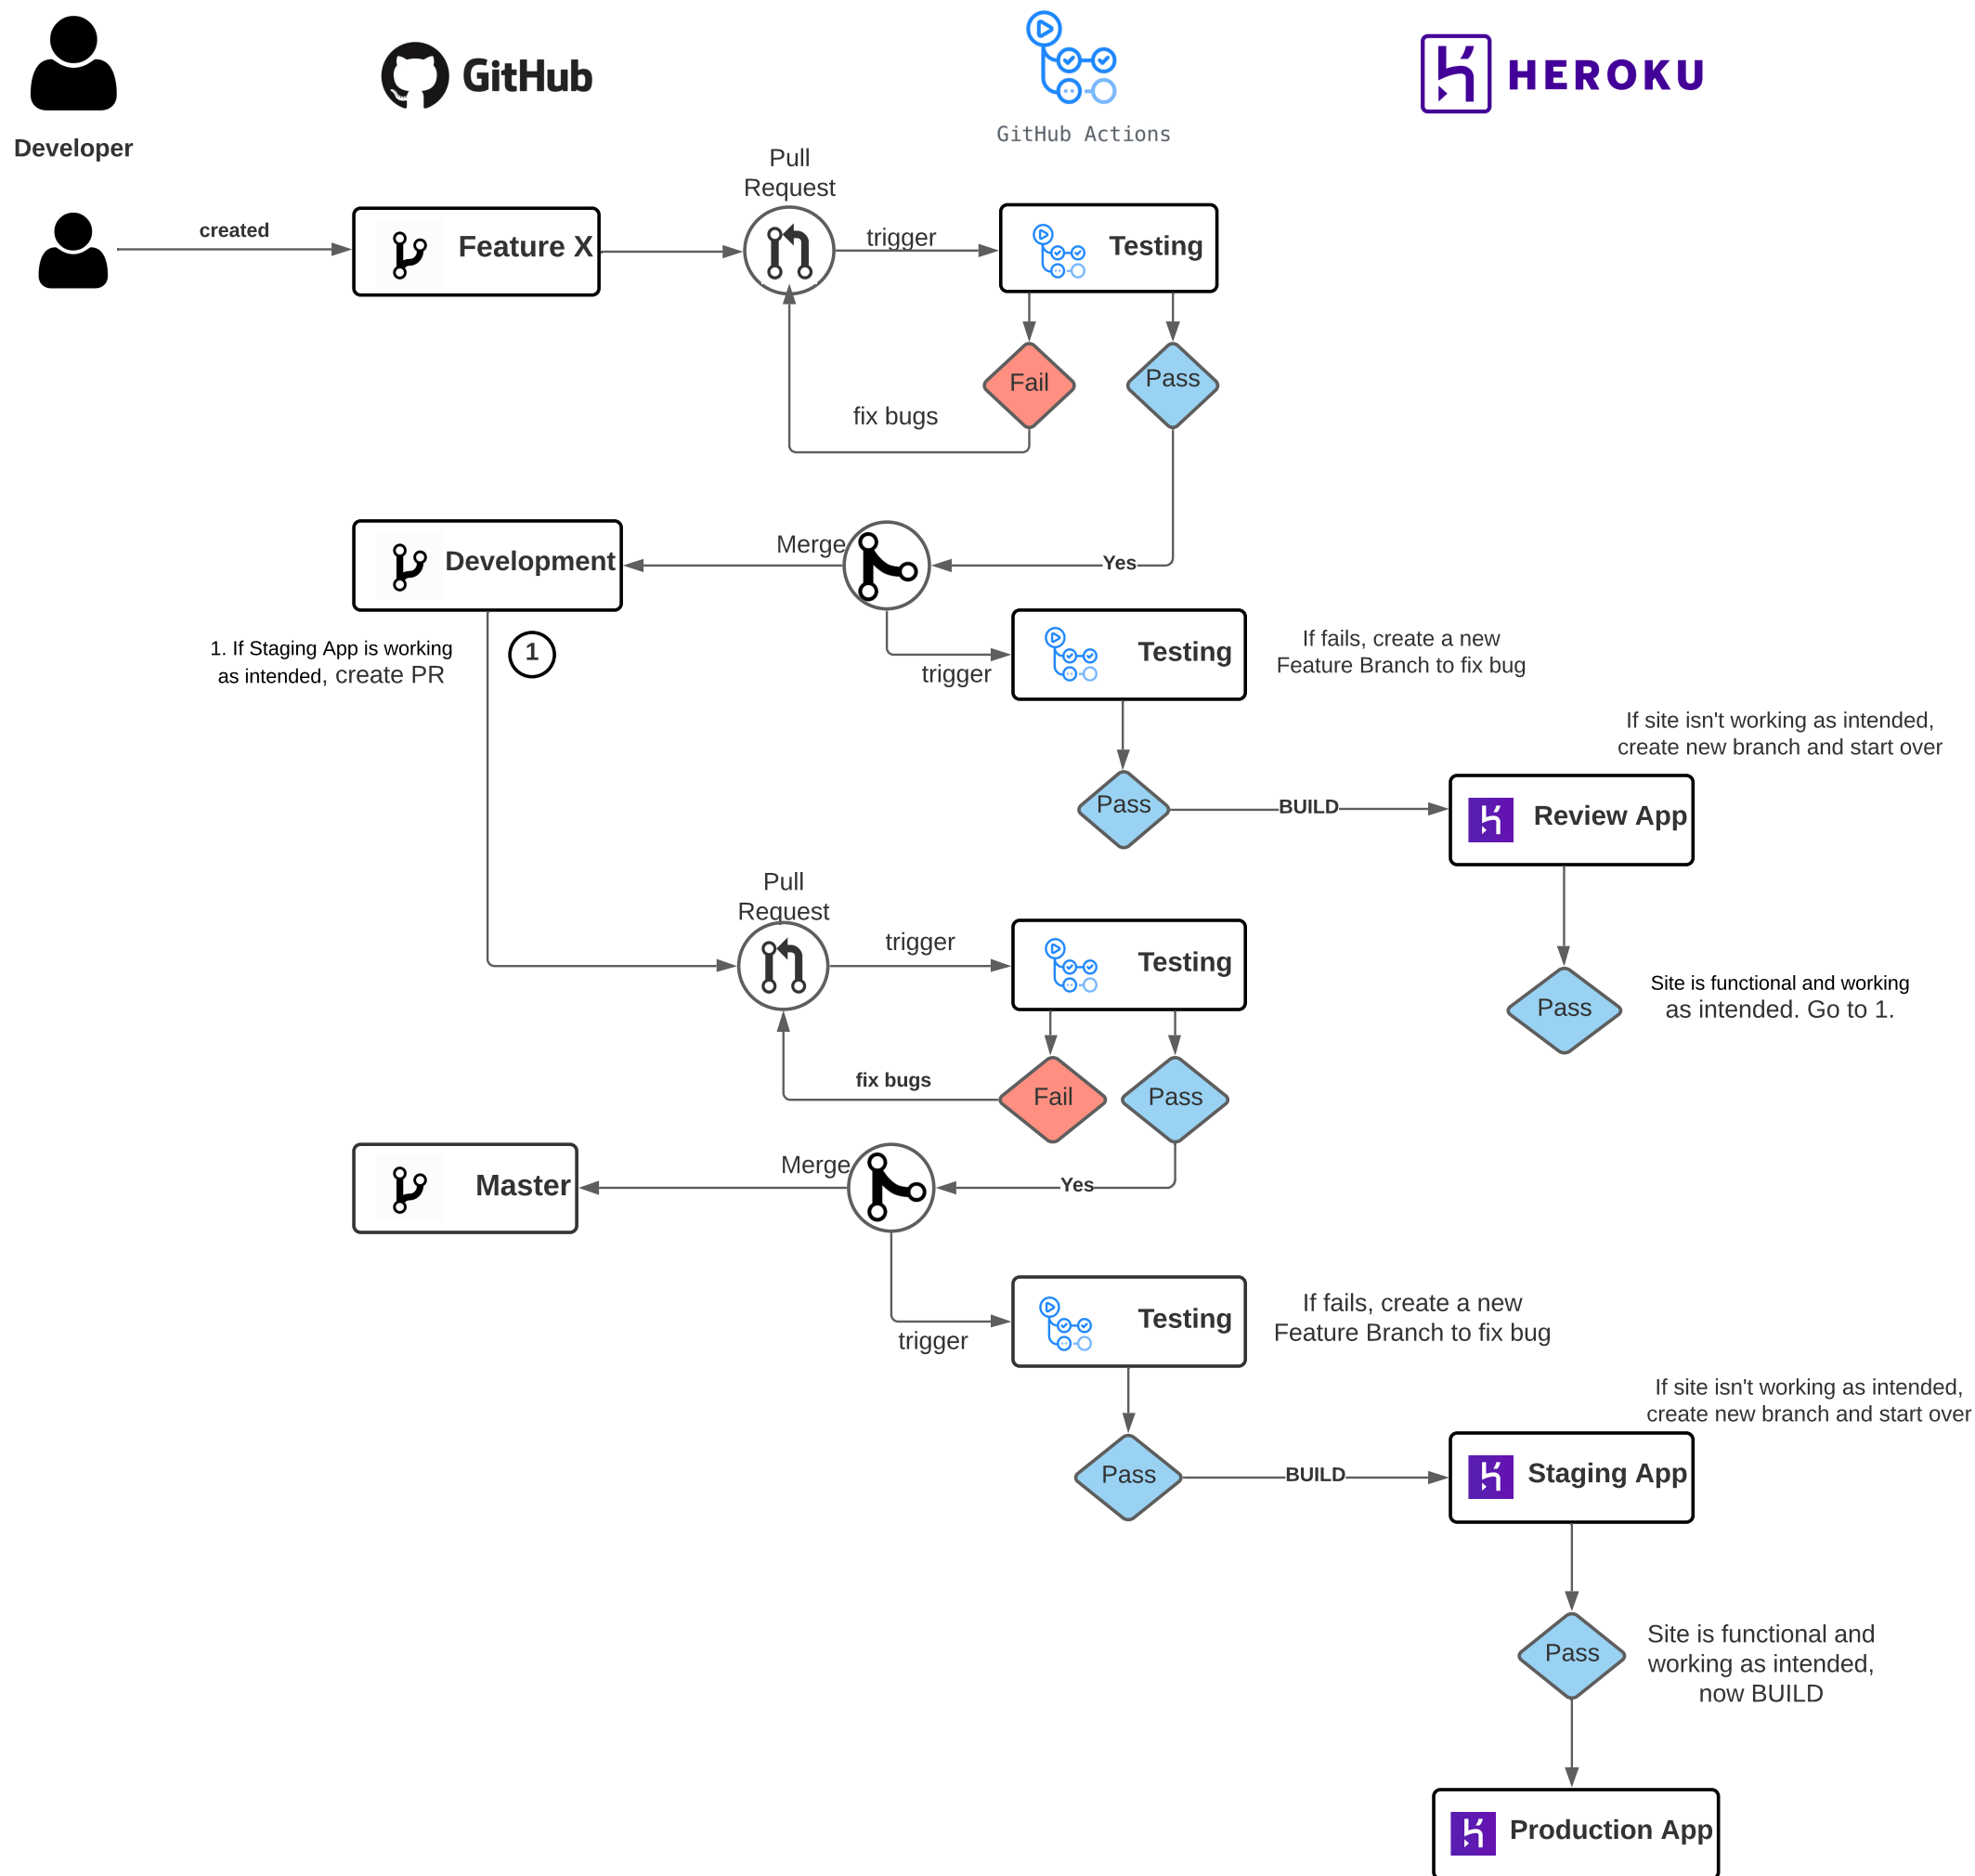 Developer
GitHub
GitHub Actions
HEROKU
Pull
Request
created
Feature X
trigger
Testing
Fail
Pass
fix bugs
Development
Merge
Yes
1. If Staging App is working
as intended, create PR
1
trigger
Testing
If fails, create a new
Feature Branch to fix bug
If site isn't working as intended,
create new branch and start over
Pass
BUILD
Review App
Pull
Request
trigger
Testing
Pass
Site is functional and working
as intended. Go to 1.
fix bugs
Fail
Pass
Master
Merge
Yes
trigger
Testing
If fails, create a new
Feature Branch to fix bug
If site isn't working as intended,
create new branch and start over
Pass
BUILD
Staging App
Pass
Site is functional and
working as intended,
now BUILD
Production App